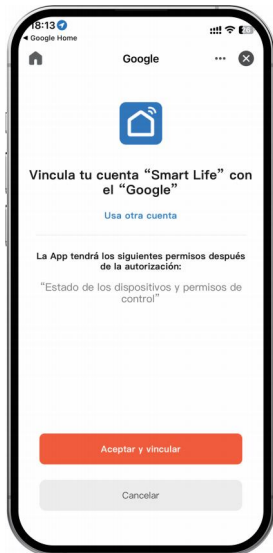 18:13
◀ Google Home
Google
Vincula tu cuenta “Smart Life” con
el “Google”
Usa otra cuenta
La App tendrá los siguientes permisos después
de la autorización:
“Estado de los dispositivos y permisos de
control”
Aceptar y vincular
Cancelar